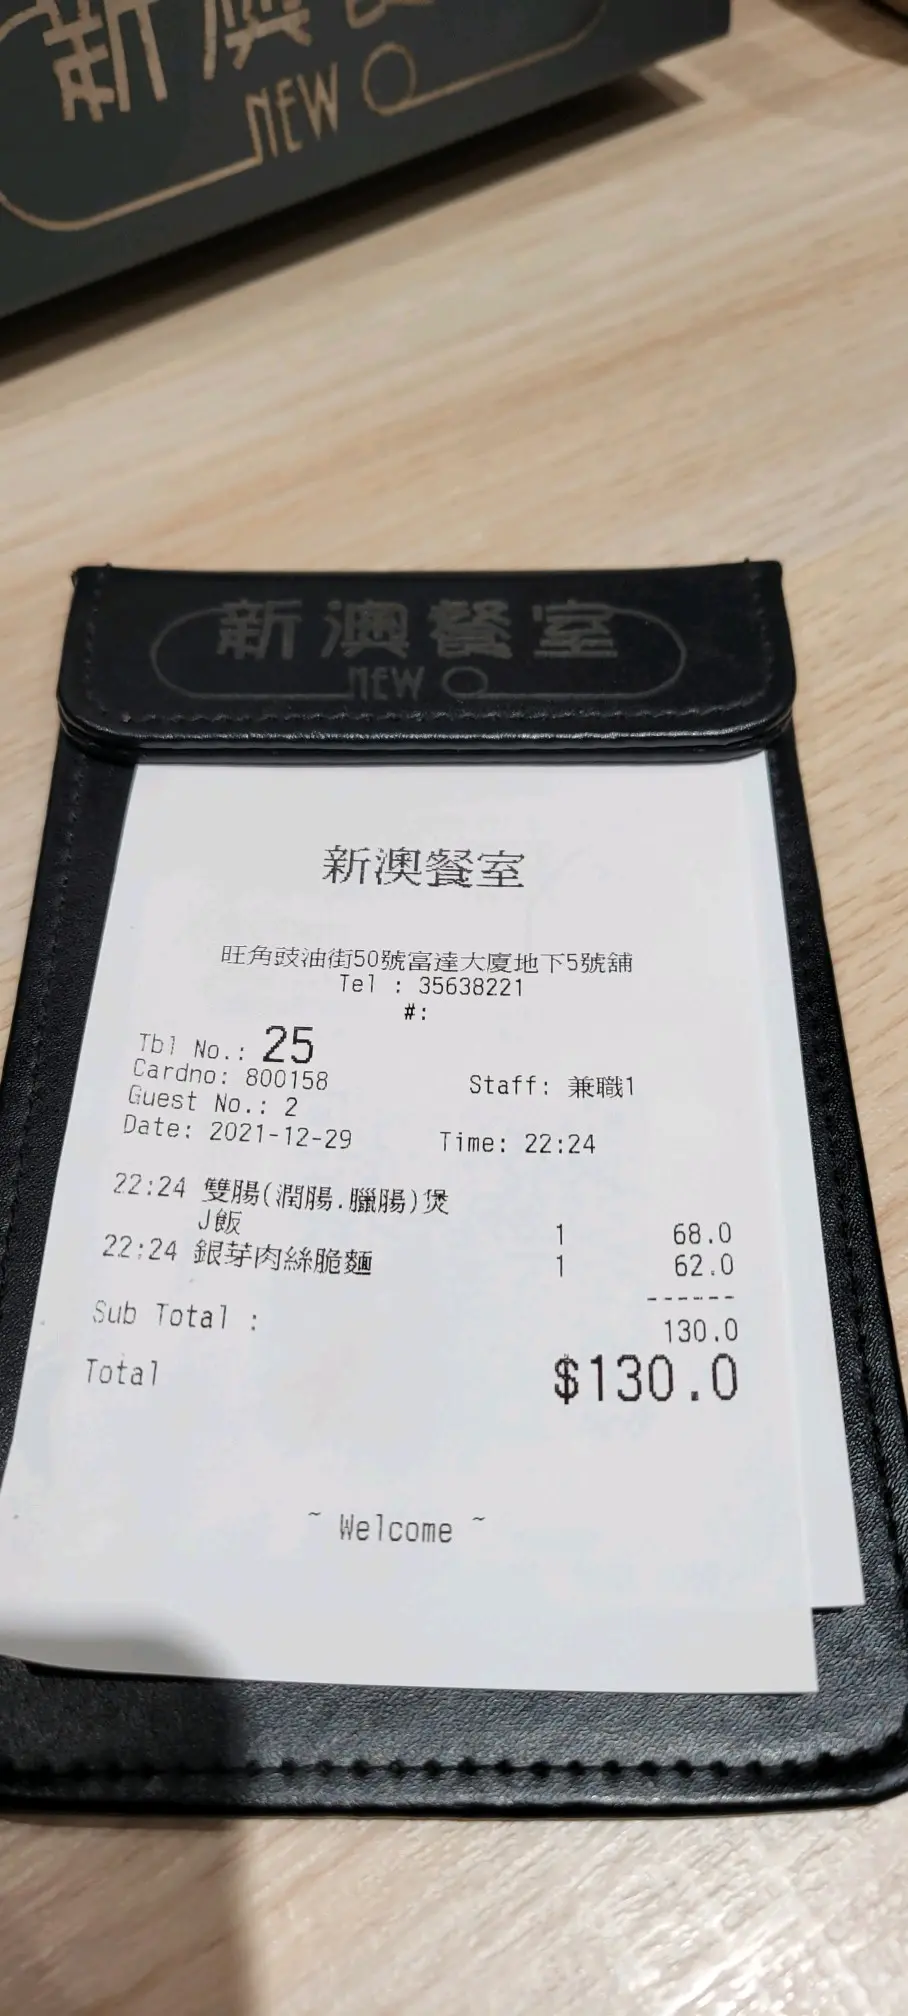 新澳餐
NEW
新澳餐室
NEW
新澳餐室
旺角豉油街50號富達大廈地下5號舖
Tel : 35638221
#:
Tbl No.: 25
Cardno: 800158 Staff: 兼職1
Guest No.: 2
Date: 2021-12-29 Time: 22:24
22:24 雙腸(潤腸.臘腸)煲
J飯 1 68.0
22:24 銀芽肉絲脆麵 1 62.0
------
Sub Total : 130.0
Total $130.0
~ Welcome ~